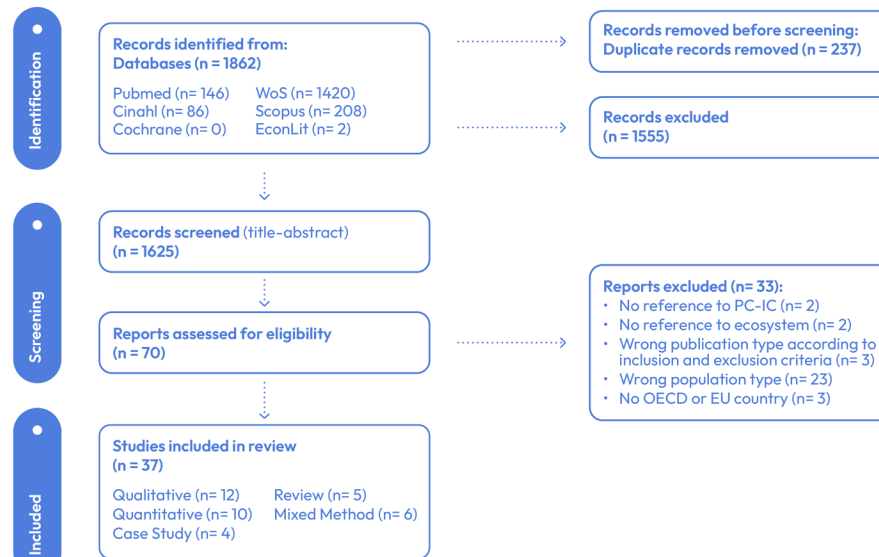 Identification
Records identified from:
Databases (n = 1862)
Pubmed (n= 146) WoS (n= 1420)
Cinahl (n= 86) Scopus (n= 208)
Cochrane (n= 0) EconLit (n= 2)
Records removed before screening:
Duplicate records removed (n = 237)
Records excluded
(n = 1555)
Screening
Records screened (title-abstract)
(n = 1625)
Reports assessed for eligibility
(n = 70)
Reports excluded (n= 33):
• No reference to PC-IC (n= 2)
• No reference to ecosystem (n= 2)
• Wrong publication type according to
inclusion and exclusion criteria (n= 3)
• Wrong population type (n= 23)
• No OECD or EU country (n= 3)
Included
Studies included in review
(n = 37)
Qualitative (n= 12) Review (n= 5)
Quantitative (n= 10) Mixed Method (n= 6)
Case Study (n= 4)